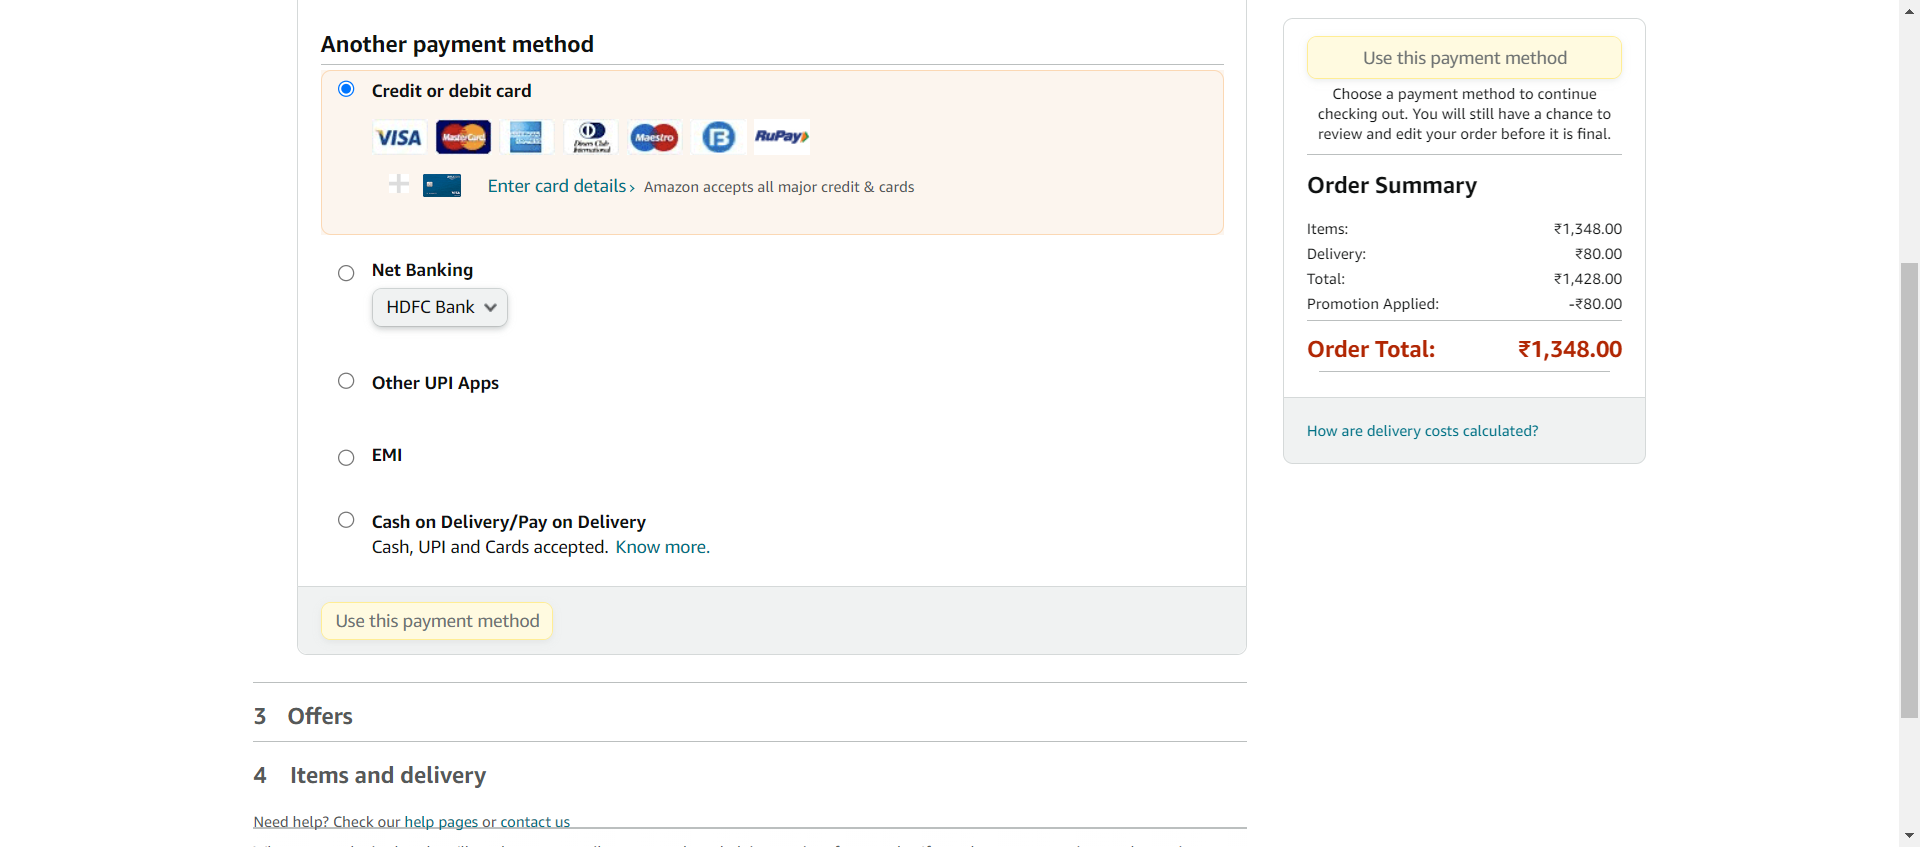 Another payment method
Credit or debit card
VISA MasterCard Diners Club International Maestro B RuPay
Enter card details › Amazon accepts all major credit & cards
Net Banking
HDFC Bank
Other UPI Apps
EMI
Cash on Delivery/Pay on Delivery
Cash, UPI and Cards accepted. Know more.
Use this payment method
3 Offers
4 Items and delivery
Need help? Check our help pages or contact us
Use this payment method
Choose a payment method to continue
checking out. You will still have a chance to
review and edit your order before it is final.
Order Summary
Items: ₹1,348.00
Delivery: ₹80.00
Total: ₹1,428.00
Promotion Applied: -₹80.00
Order Total: ₹1,348.00
How are delivery costs calculated?